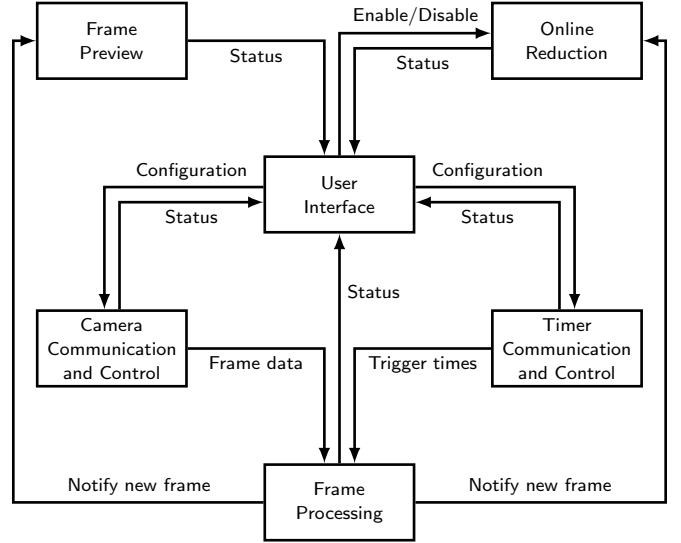 Frame
Preview
Status
Enable/Disable
Status
Online
Reduction
Configuration
Status
User
Interface
Configuration
Status
Status
Camera
Communication
and Control
Frame data
Trigger times
Timer
Communication
and Control
Notify new frame
Frame
Processing
Notify new frame